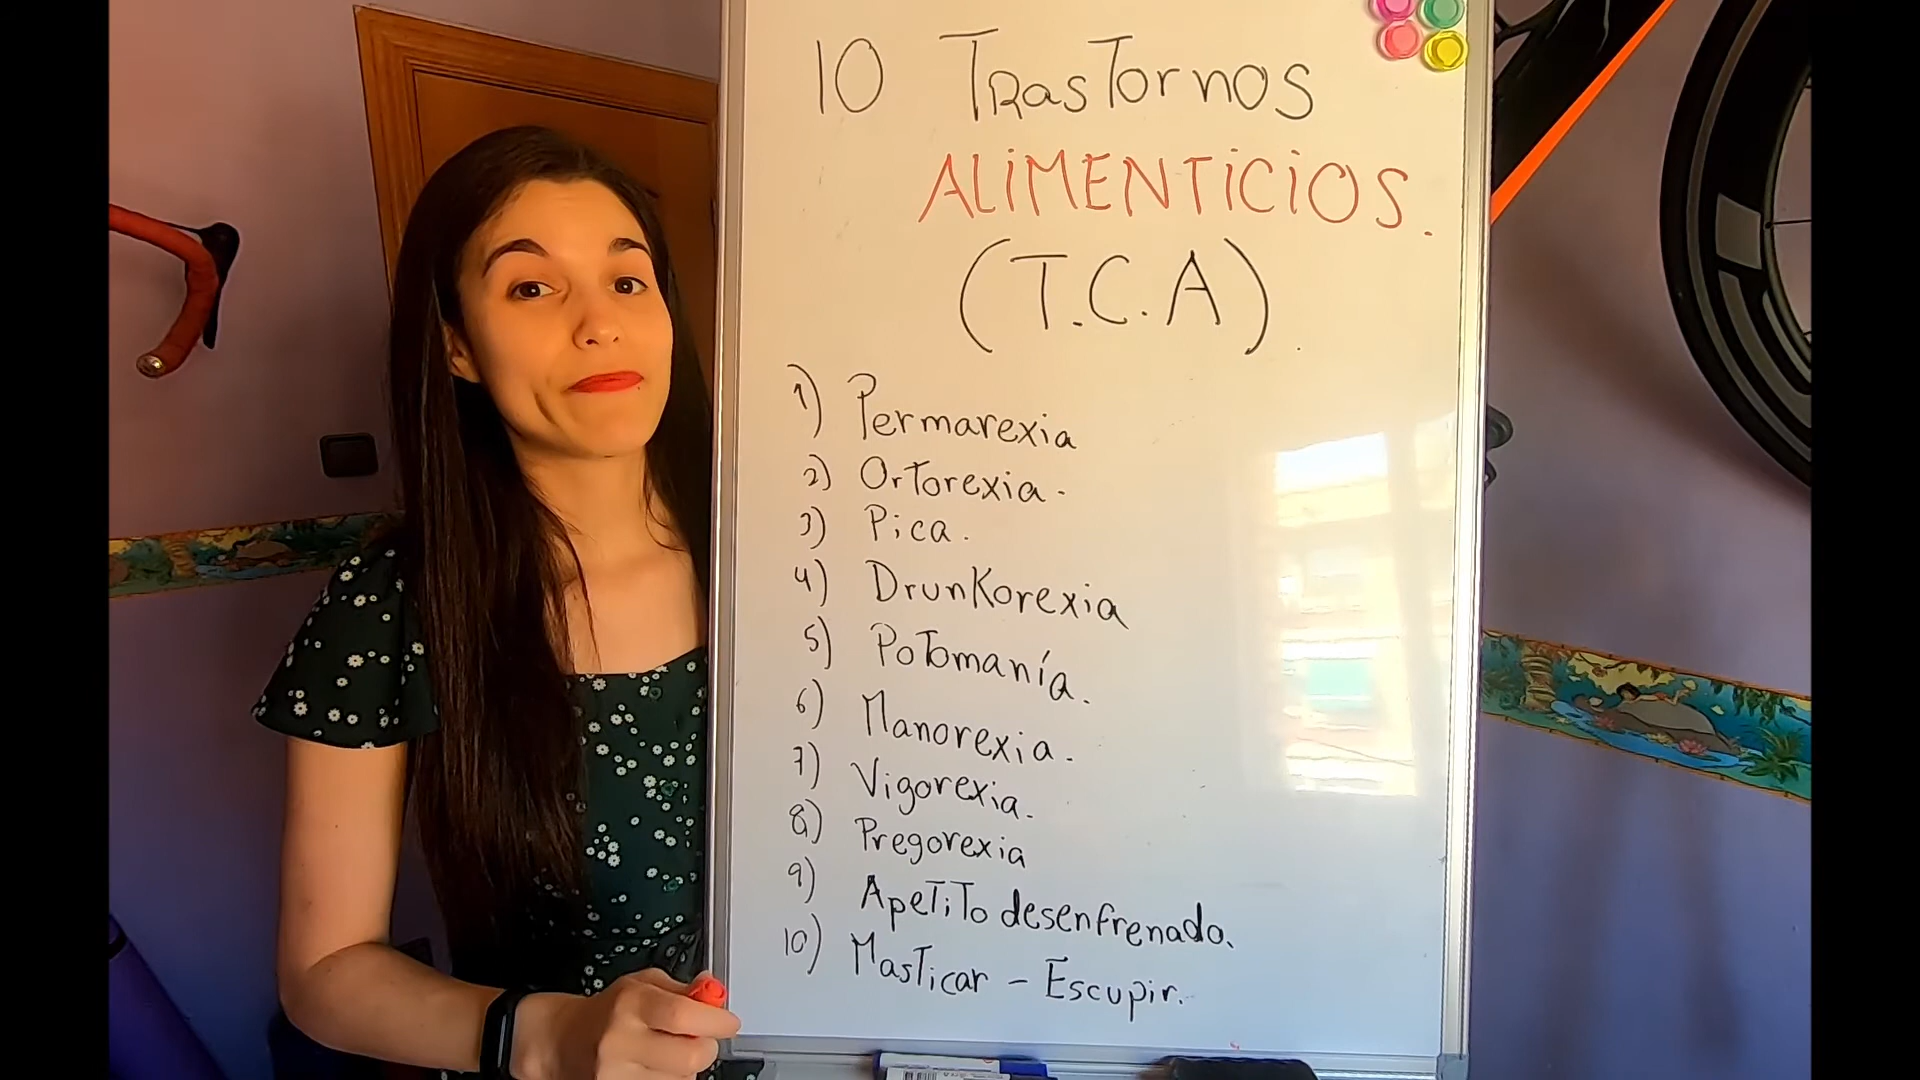 10 Trastornos
ALiMENTiCiOS.
(T.C.A).
1) Permarexia
2) Ortorexia.
3) Pica.
4) Drunkorexia
5) Potomanía.
6) Manorexia.
7) Vigorexia.
8) Pregorexia
9) Apetito desenfrenado.
10) Masticar - Escupir.